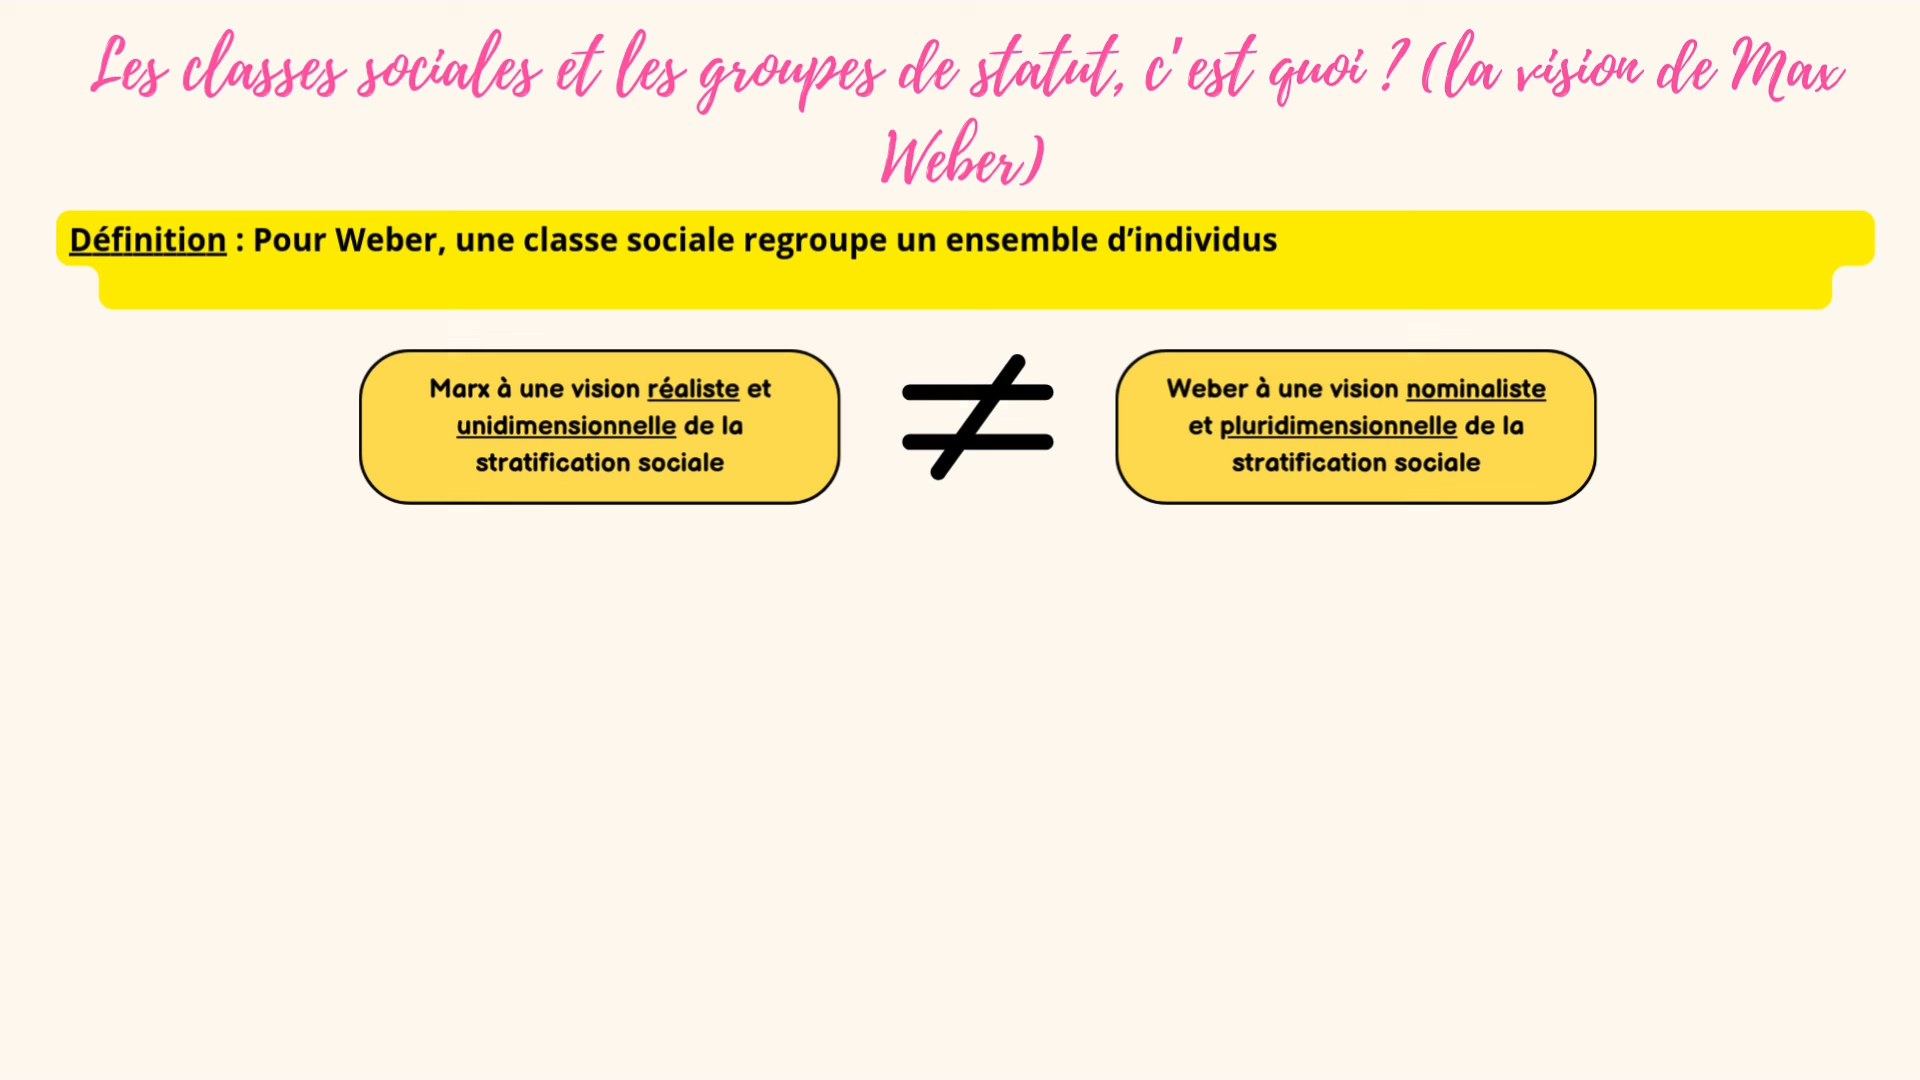 Les classes sociales et les groupes de statut, c'est quoi ? (la vision de Max
Weber)
Définition : Pour Weber, une classe sociale regroupe un ensemble d’individus
Marx à une vision réaliste et
unidimensionnelle de la
stratification sociale
Weber à une vision nominaliste
et pluridimensionnelle de la
stratification sociale